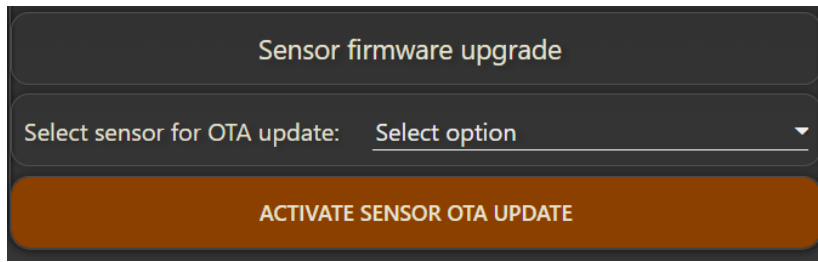 Sensor firmware upgrade
Select sensor for OTA update: Select option
ACTIVATE SENSOR OTA UPDATE